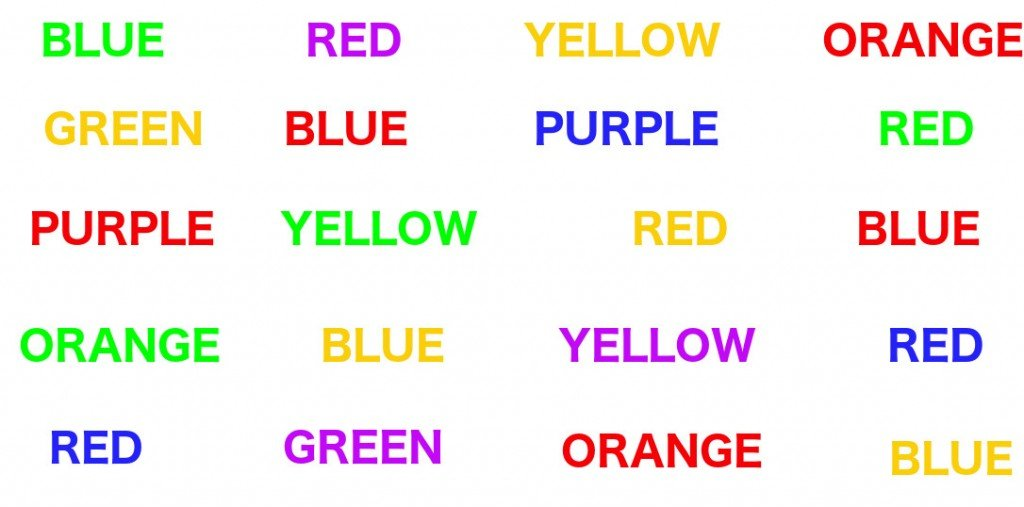 BLUE RED YELLOW ORANGE
GREEN BLUE PURPLE RED
PURPLE YELLOW RED BLUE
ORANGE BLUE YELLOW RED
RED GREEN ORANGE BLUE